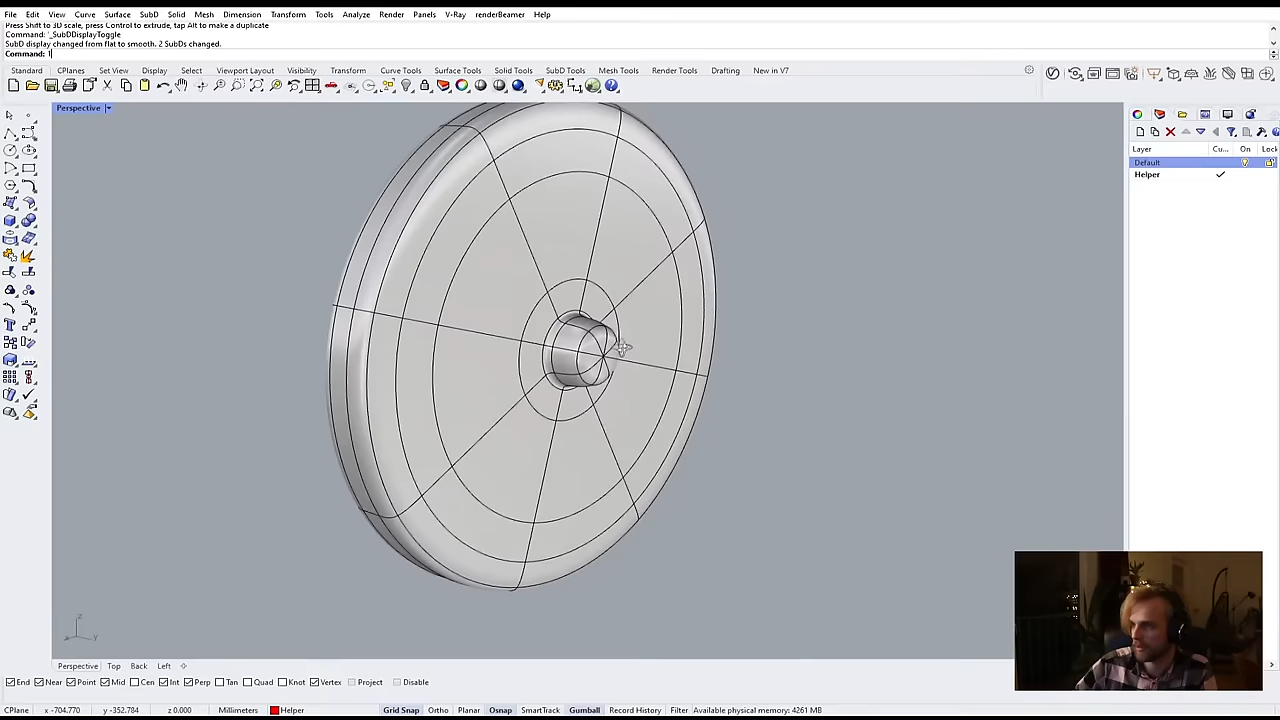 File Edit View Curve Surface SubD Solid Mesh Dimension Transform Tools Analyze Render Panels V-Ray renderBeamer Help
Press Shift to 3D scale, press Control to extrude, tap Alt to make a duplicate
Command: '_SubDDisplayToggle
SubD display changed from flat to smooth. 2 SubDs changed.
Command:
Standard CPlanes Set View Display Select Viewport Layout Visibility Transform Curve Tools Surface Tools Solid Tools SubD Tools Mesh Tools Render Tools Drafting New in V7
Perspective
Layer Cu... On Lock
Default
Helper
z
y
Perspective Top Back Left
End Near Point Mid Cen Int Perp Tan Quad Knot Vertex Project Disable
CPlane x -704.770 y -352.784 z 0.000 Millimeters Helper Grid Snap Ortho Planar Osnap SmartTrack Gumball Record History Filter Available physical memory: 4261 MB